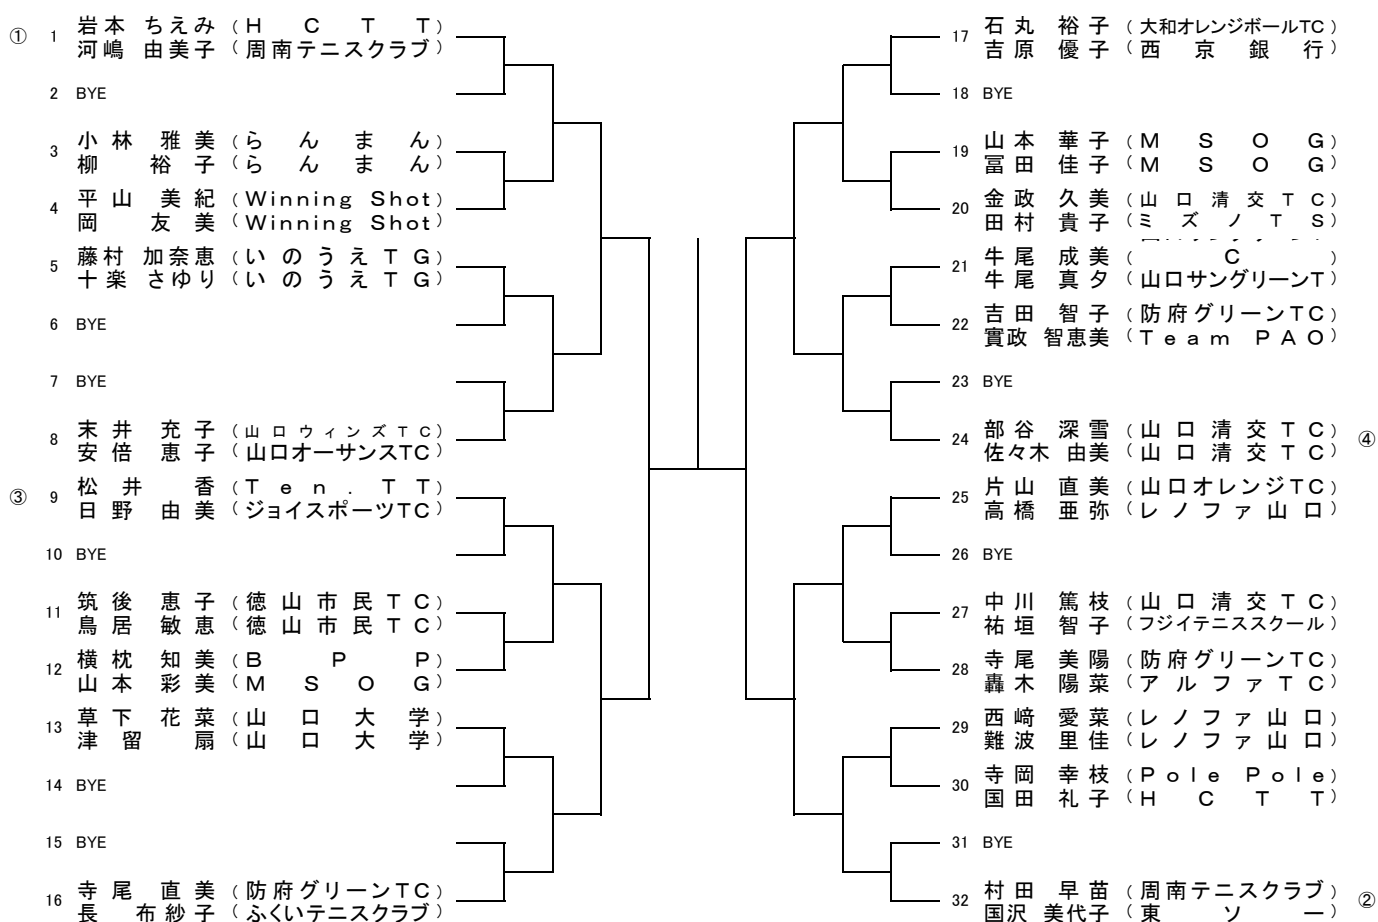 ① 1 岩本 ちえみ (HCTT)
河嶋 由美子 (周南テニスクラブ)
2 BYE
3 小林 雅美 (らんまん)
柳 裕子 (らんまん)
4 平山 美紀 (Winning Shot)
岡 友美 (Winning Shot)
5 藤村 加奈恵 (いのうえTG)
十楽 さゆり (いのうえTG)
6 BYE
7 BYE
8 末井 充子 (山口ウィンズTC)
安倍 恵子 (山口オーサンスTC)
③ 9 松井 香 (Ten.TT)
日野 由美 (ジョイスポーツTC)
10 BYE
11 筑後 恵子 (徳山市民TC)
鳥居 敏恵 (徳山市民TC)
12 横枕 知美 (BPP)
山本 彩美 (MSOG)
13 草下 花菜 (山口大学)
津留 扇 (山口大学)
14 BYE
15 BYE
16 寺尾 直美 (防府グリーンTC)
長 布紗子 (ふくいテニスクラブ)
17 石丸 裕子 (大和オレンジボールTC)
吉原 優子 (西京銀行)
18 BYE
19 山本 華子 (MSOG)
冨田 佳子 (MSOG)
20 金政 久美 (山口清交TC)
田村 貴子 (ミズノTS)
21 牛尾 成美 (C)
牛尾 真夕 (山口サングリーンT)
22 吉田 智子 (防府グリーンTC)
實政 智恵美 (Team PAO)
23 BYE
24 部谷 深雪 (山口清交TC) ④
佐々木 由美 (山口清交TC)
25 片山 直美 (山口オレンジTC)
高橋 亜弥 (レノファ山口)
26 BYE
27 中川 篤枝 (山口清交TC)
祐垣 智子 (フジイテニススクール)
28 寺尾 美陽 (防府グリーンTC)
轟木 陽菜 (アルファTC)
29 西﨑 愛菜 (レノファ山口)
難波 里佳 (レノファ山口)
30 寺岡 幸枝 (Pole Pole)
国田 礼子 (HCTT)
31 BYE
32 村田 早苗 (周南テニスクラブ) ②
国沢 美代子 (東ソー)